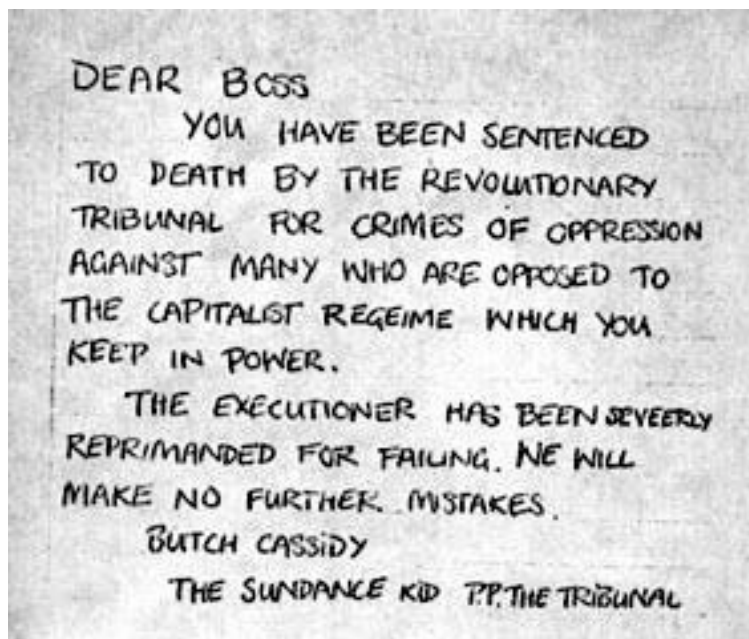 DEAR BOSS
YOU HAVE BEEN SENTENCED
TO DEATH BY THE REVOLUTIONARY
TRIBUNAL FOR CRIMES OF OPPRESSION
AGAINST MANY WHO ARE OPPOSED TO
THE CAPITALIST REGEIME WHICH YOU
KEEP IN POWER.
THE EXECUTIONER HAS BEEN SEVEERLY
REPRIMANDED FOR FAILING. HE WILL
MAKE NO FURTHER MISTAKES.
BUTCH CASSIDY
THE SUNDANCE KID P.P. THE TRIBUNAL